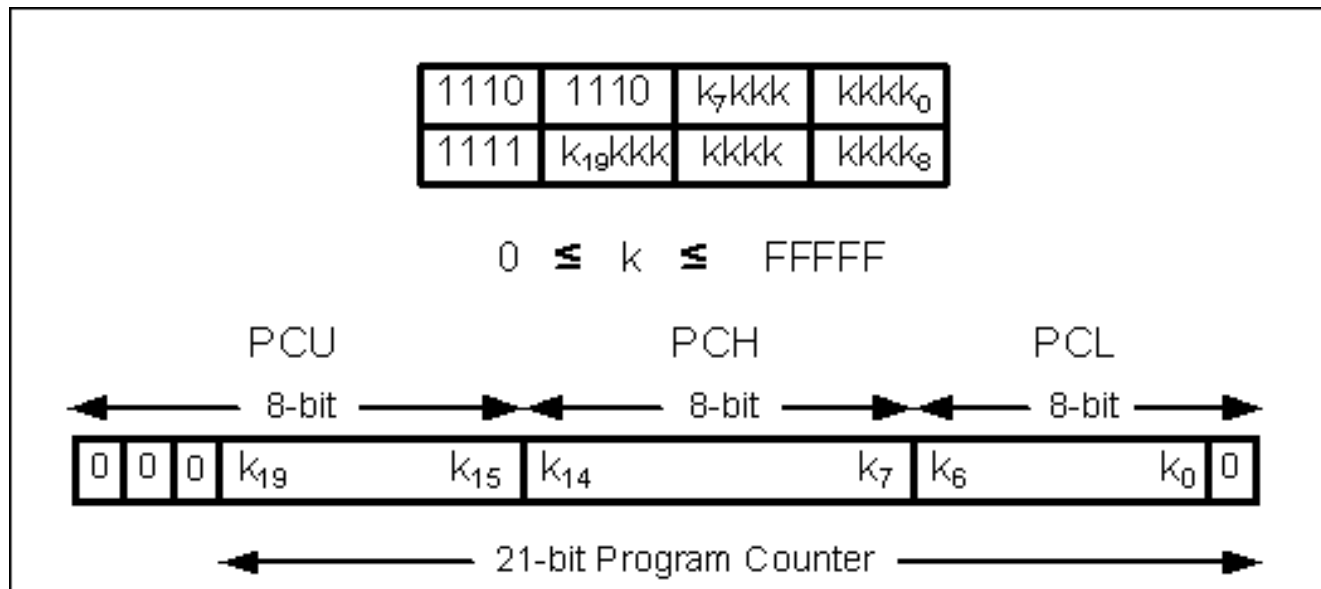 1110 1110 k₇kkk kkkk₀
1111 k₁₉kkk kkkk kkkk₈
0 ≤ k ≤ FFFFF
PCU PCH PCL
8-bit 8-bit 8-bit
0 0 0 k₁₉ k₁₅ k₁₄ k₇ k₆ k₀ 0
21-bit Program Counter